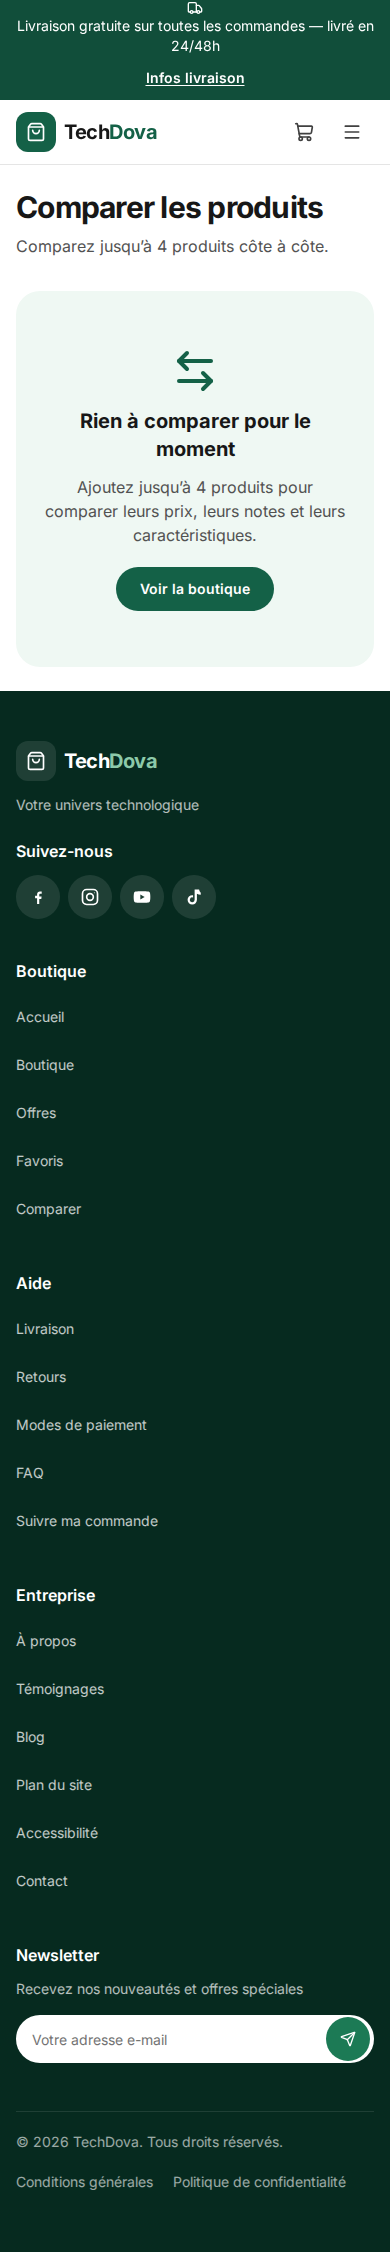 Livraison gratuite sur toutes les commandes — livré en
24/48h
Infos livraison
TechDova
Comparer les produits
Comparez jusqu’à 4 produits côte à côte.
Rien à comparer pour le
moment
Ajoutez jusqu’à 4 produits pour
comparer leurs prix, leurs notes et leurs
caractéristiques.
Voir la boutique
TechDova
Votre univers technologique
Suivez-nous
Boutique
Accueil
Boutique
Offres
Favoris
Comparer
Aide
Livraison
Retours
Modes de paiement
FAQ
Suivre ma commande
Entreprise
À propos
Témoignages
Blog
Plan du site
Accessibilité
Contact
Newsletter
Recevez nos nouveautés et offres spéciales
Votre adresse e-mail
© 2026 TechDova. Tous droits réservés.
Conditions générales Politique de confidentialité